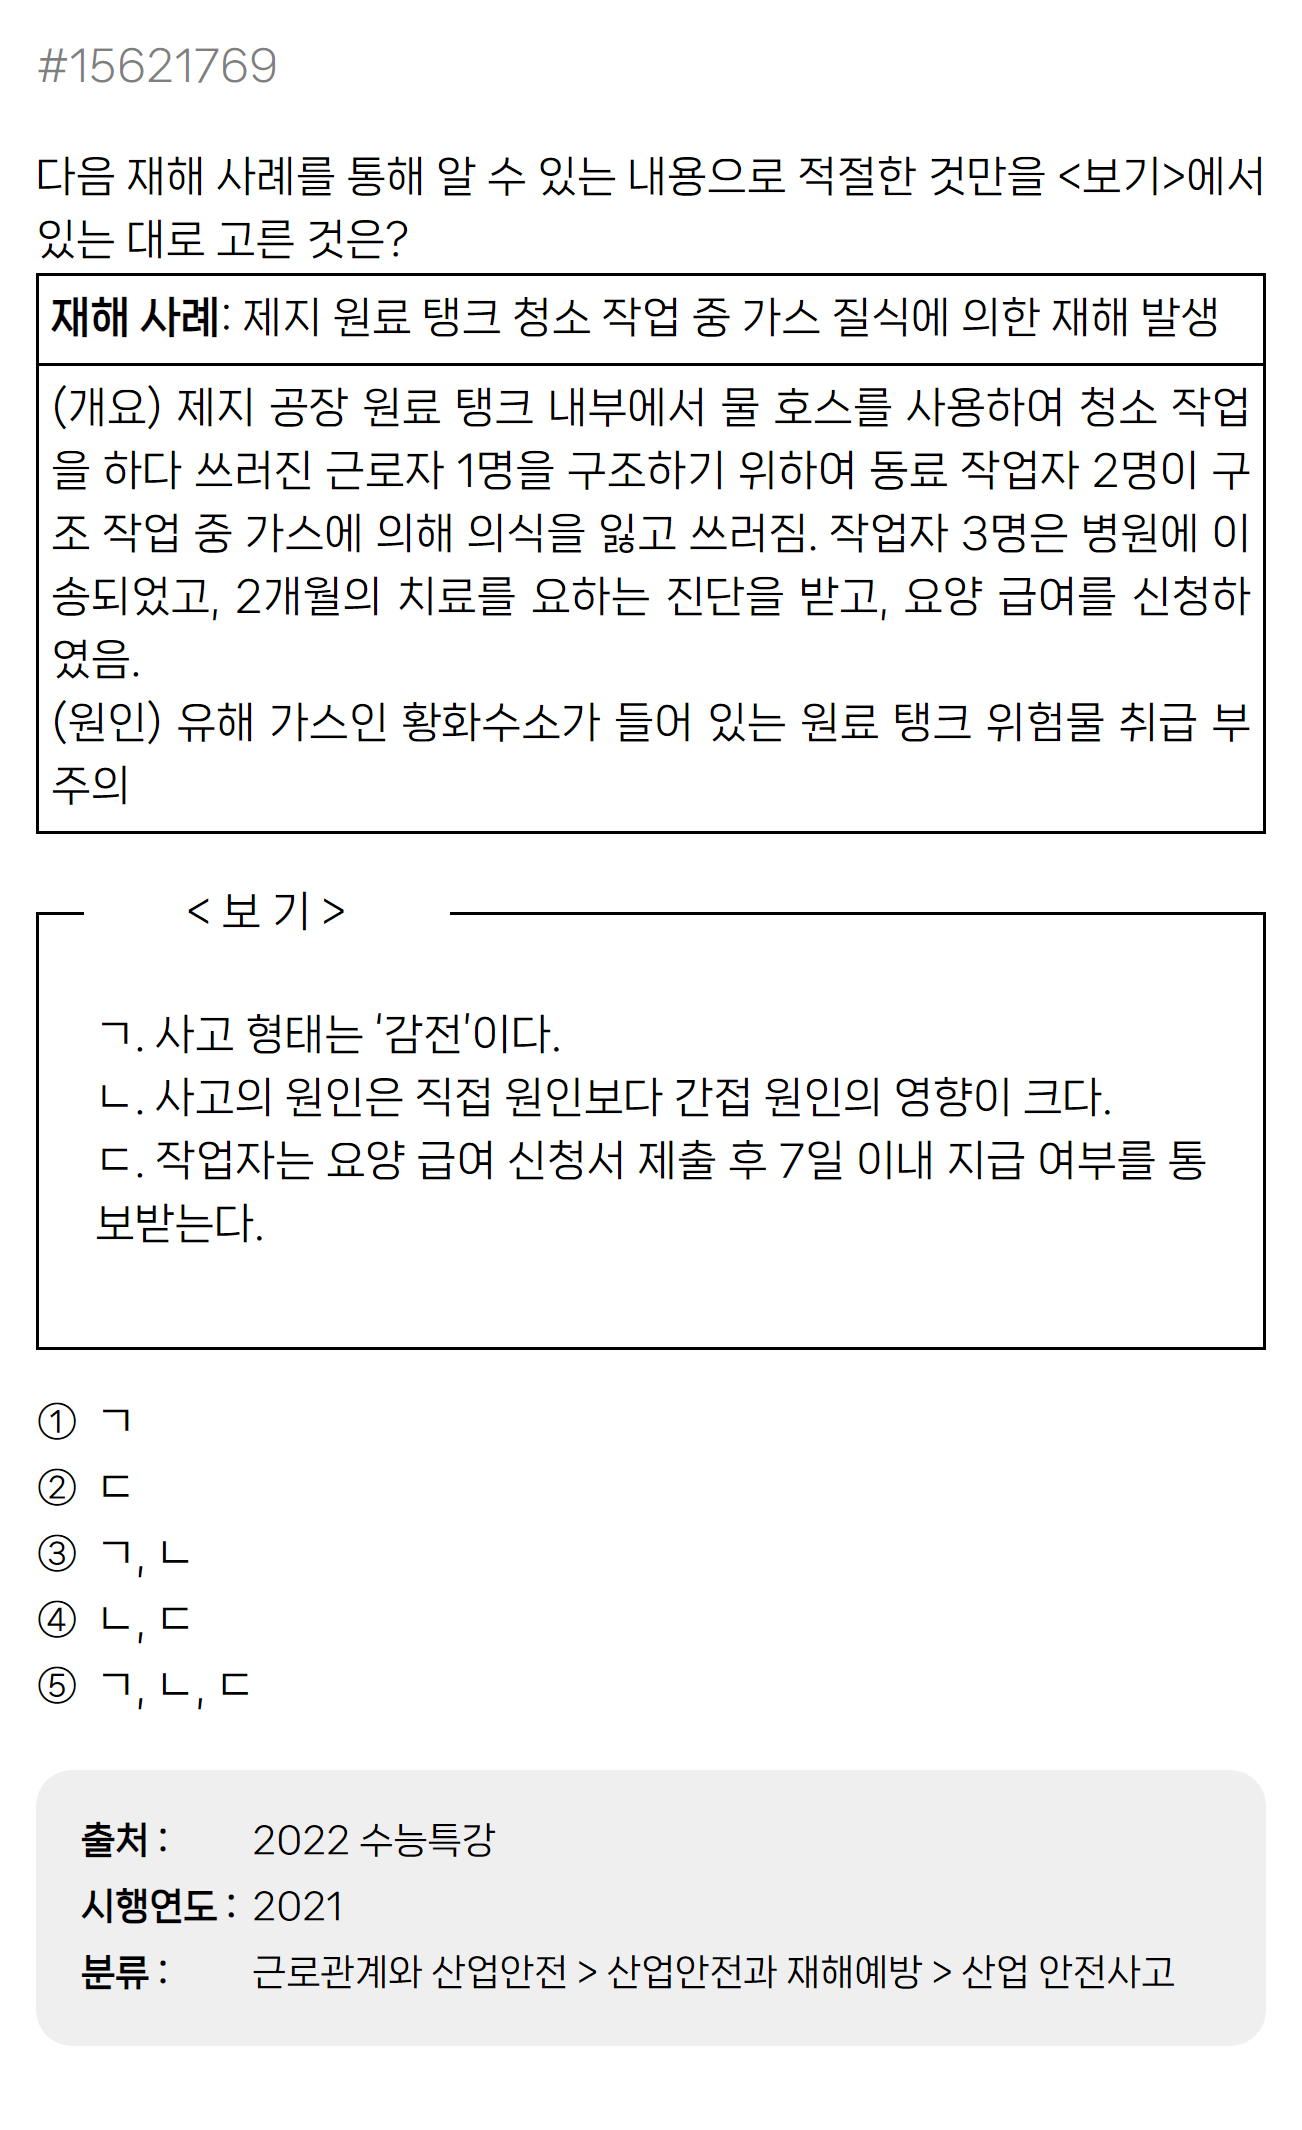 #15621769
다음 재해 사례를 통해 알 수 있는 내용으로 적절한 것만을 <보기>에서
있는 대로 고른 것은?
재해 사례: 제지 원료 탱크 청소 작업 중 가스 질식에 의한 재해 발생
(개요) 제지 공장 원료 탱크 내부에서 물 호스를 사용하여 청소 작업
을 하다 쓰러진 근로자 1명을 구조하기 위하여 동료 작업자 2명이 구
조 작업 중 가스에 의해 의식을 잃고 쓰러짐. 작업자 3명은 병원에 이
송되었고, 2개월의 치료를 요하는 진단을 받고, 요양 급여를 신청하
였음.
(원인) 유해 가스인 황화수소가 들어 있는 원료 탱크 위험물 취급 부
주의
< 보 기 >
ㄱ. 사고 형태는 '감전'이다.
ㄴ. 사고의 원인은 직접 원인보다 간접 원인의 영향이 크다.
ㄷ. 작업자는 요양 급여 신청서 제출 후 7일 이내 지급 여부를 통
보받는다.
① ㄱ
② ㄷ
③ ㄱ, ㄴ
④ ㄴ, ㄷ
⑤ ㄱ, ㄴ, ㄷ
출처 : 2022 수능특강
시행연도 : 2021
분류 : 근로관계와 산업안전 > 산업안전과 재해예방 > 산업 안전사고